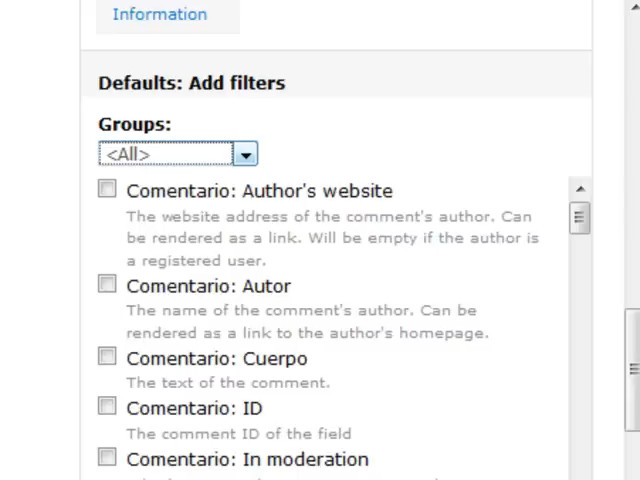 Information
Defaults: Add filters
Groups:
<All>
Comentario: Author's website
The website address of the comment's author. Can
be rendered as a link. Will be empty if the author is
a registered user.
Comentario: Autor
The name of the comment's author. Can be
rendered as a link to the author's homepage.
Comentario: Cuerpo
The text of the comment.
Comentario: ID
The comment ID of the field
Comentario: In moderation